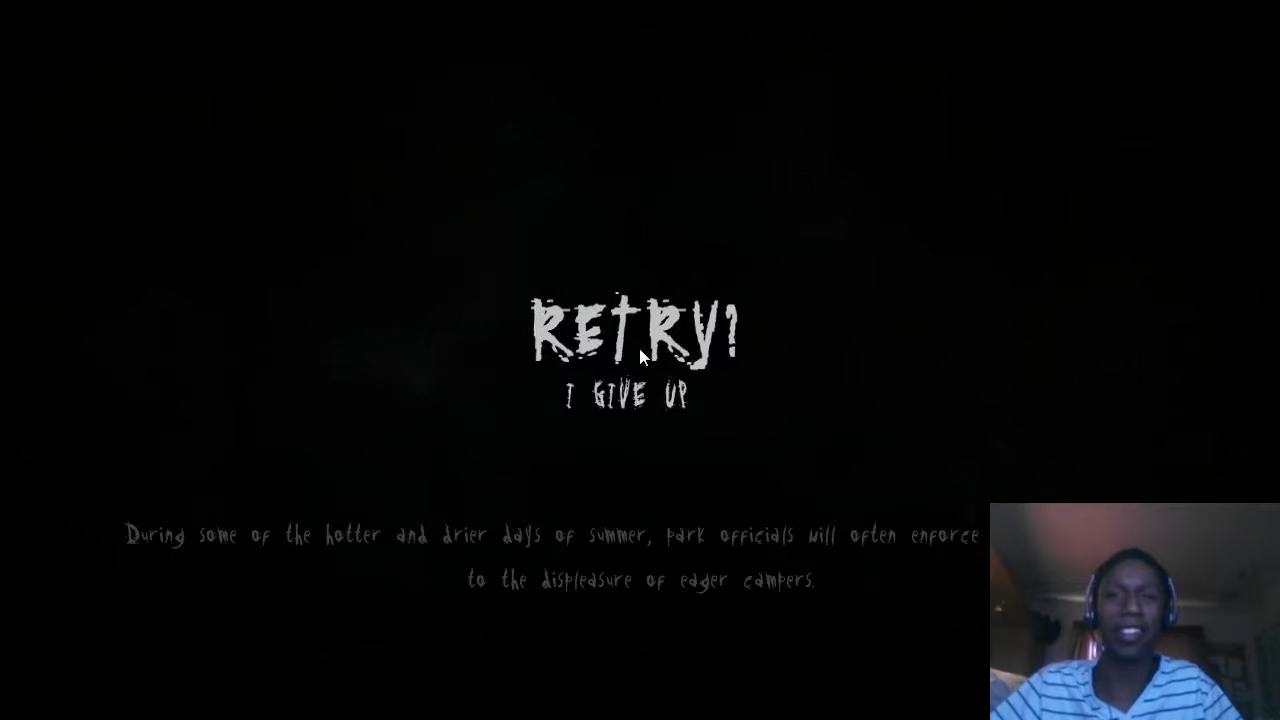 RETRY?
I GIVE UP
During some of the hotter and drier days of summer, park officials will often enforce
to the displeasure of eager campers.